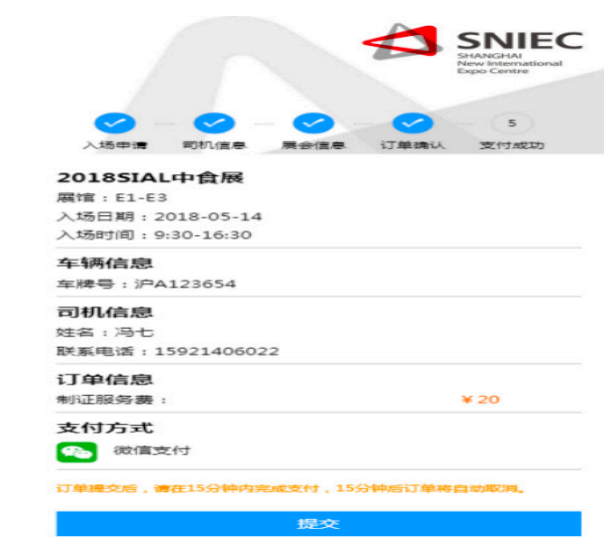 SNIEC
SHANGHAI
New International
Expo Centre
5
入场申请 司机信息 展会信息 订单确认 支付成功
2018SIAL中食展
展馆：E1-E3
入场日期：2018-05-14
入场时间：9:30-16:30
车辆信息
车牌号：沪A123654
司机信息
姓名：冯七
联系电话：15921406022
订单信息
制证服务费： ￥20
支付方式
微信支付
订单提交后，请在15分钟内完成支付，15分钟后订单将自动取消。
提交